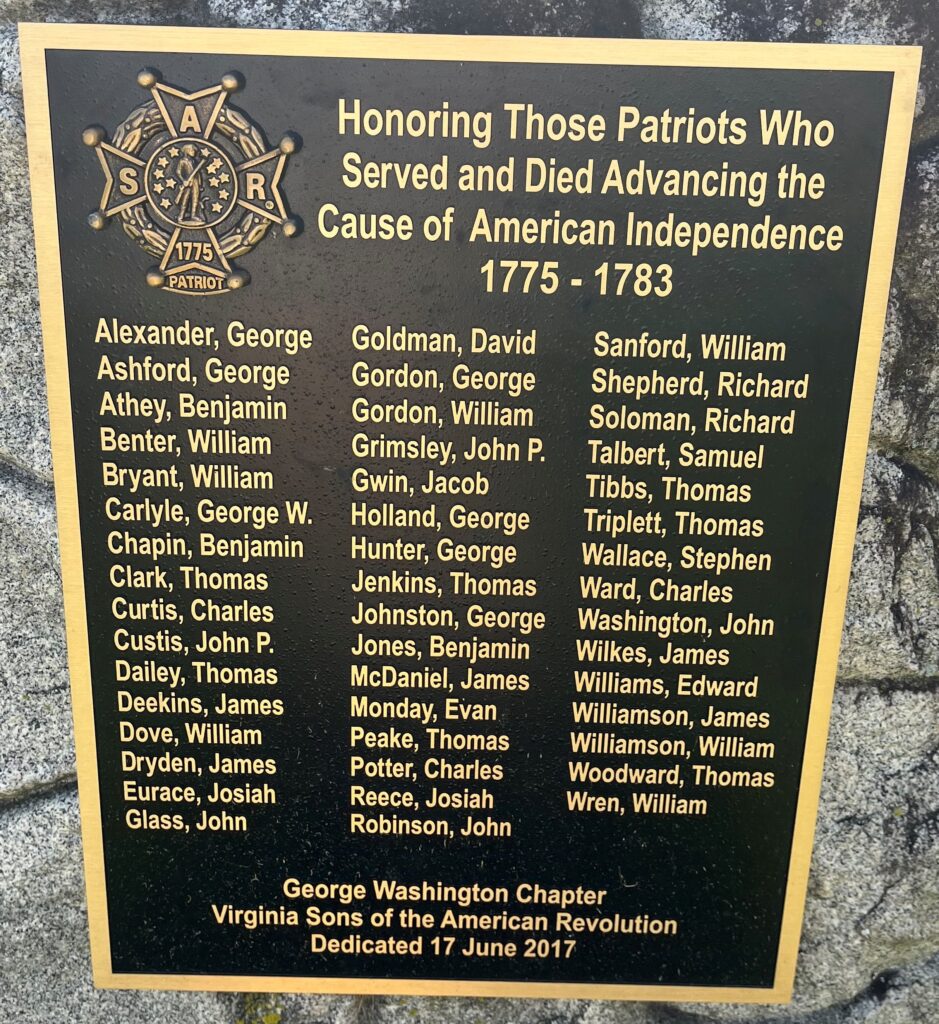 A
S
R
1775
PATRIOT
Honoring Those Patriots Who
Served and Died Advancing the
Cause of American Independence
1775 - 1783
Alexander, George
Ashford, George
Athey, Benjamin
Benter, William
Bryant, William
Carlyle, George W.
Chapin, Benjamin
Clark, Thomas
Curtis, Charles
Custis, John P.
Dailey, Thomas
Deekins, James
Dove, William
Dryden, James
Eurace, Josiah
Glass, John
Goldman, David
Gordon, George
Gordon, William
Grimsley, John P.
Gwin, Jacob
Holland, George
Hunter, George
Jenkins, Thomas
Johnston, George
Jones, Benjamin
McDaniel, James
Monday, Evan
Peake, Thomas
Potter, Charles
Reece, Josiah
Robinson, John
Sanford, William
Shepherd, Richard
Soloman, Richard
Talbert, Samuel
Tibbs, Thomas
Triplett, Thomas
Wallace, Stephen
Ward, Charles
Washington, John
Wilkes, James
Williams, Edward
Williamson, James
Williamson, William
Woodward, Thomas
Wren, William
George Washington Chapter
Virginia Sons of the American Revolution
Dedicated 17 June 2017